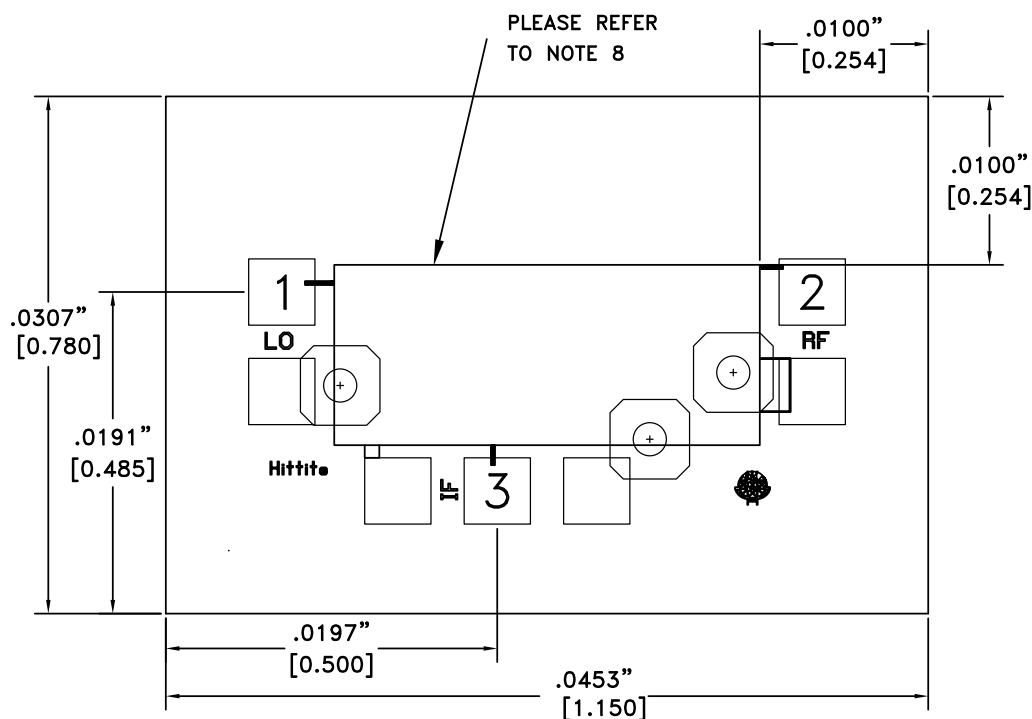 PLEASE REFER
TO NOTE 8
.0100”
[0.254]
.0100”
[0.254]
1
2
LO
RF
.0307”
[0.780]
.0191”
[0.485]
Hittite
IF
3
.0197”
[0.500]
.0453”
[1.150]